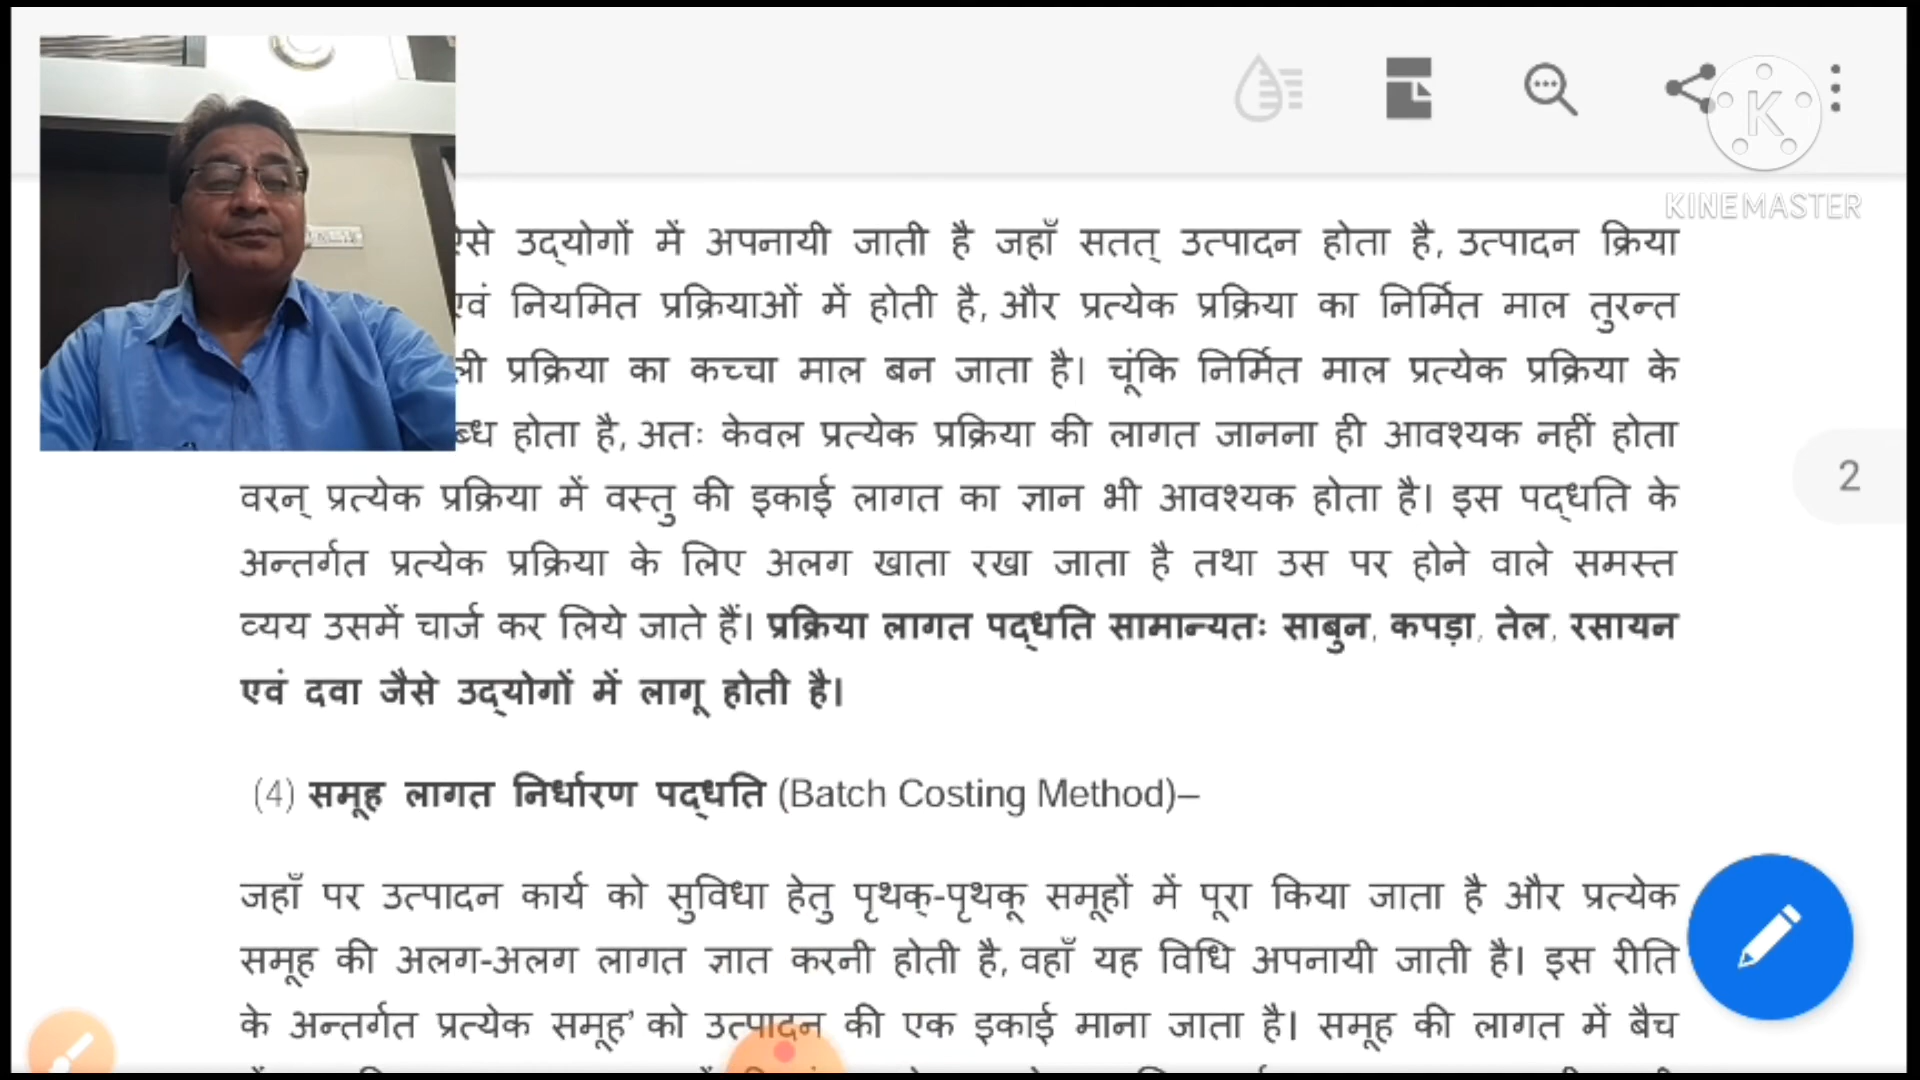 KINEMASTER
उद्योगों में अपनायी जाती है जहाँ सतत् उत्पादन होता है, उत्पादन क्रिया
एवं नियमित प्रक्रियाओं में होती है, और प्रत्येक प्रक्रिया का निर्मित माल तुरन्त
प्रक्रिया का कच्चा माल बन जाता है। चूंकि निर्मित माल प्रत्येक प्रक्रिया के
होता है, अतः केवल प्रत्येक प्रक्रिया की लागत जानना ही आवश्यक नहीं होता
2
वरन् प्रत्येक प्रक्रिया में वस्तु की इकाई लागत का ज्ञान भी आवश्यक होता है। इस पद्धति के
अन्तर्गत प्रत्येक प्रक्रिया के लिए अलग खाता रखा जाता है तथा उस पर होने वाले समस्त
व्यय उसमें चार्ज कर लिये जाते हैं। प्रक्रिया लागत पद्धति सामान्यतः साबुन, कपड़ा, तेल, रसायन
एवं दवा जैसे उद्योगों में लागू होती है।
(4) समूह लागत निर्धारण पद्धति (Batch Costing Method)–
जहाँ पर उत्पादन कार्य को सुविधा हेतु पृथक्-पृथकू समूहों में पूरा किया जाता है और प्रत्येक
समूह की अलग-अलग लागत ज्ञात करनी होती है, वहाँ यह विधि अपनायी जाती है। इस रीति
के अन्तर्गत प्रत्येक समूह’ को उत्पादन की एक इकाई माना जाता है। समूह की लागत में बैच